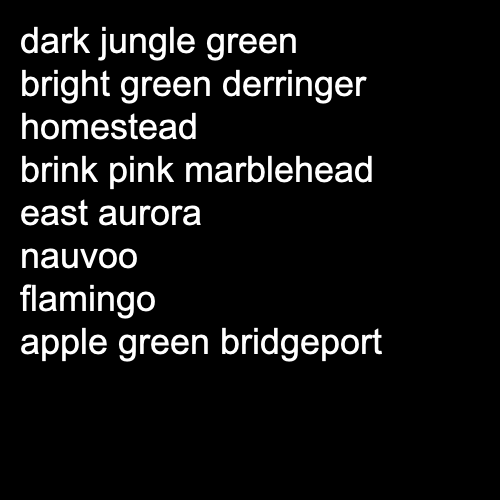 dark jungle green
bright green derringer
homestead
brink pink marblehead
east aurora
nauvoo
flamingo
apple green bridgeport